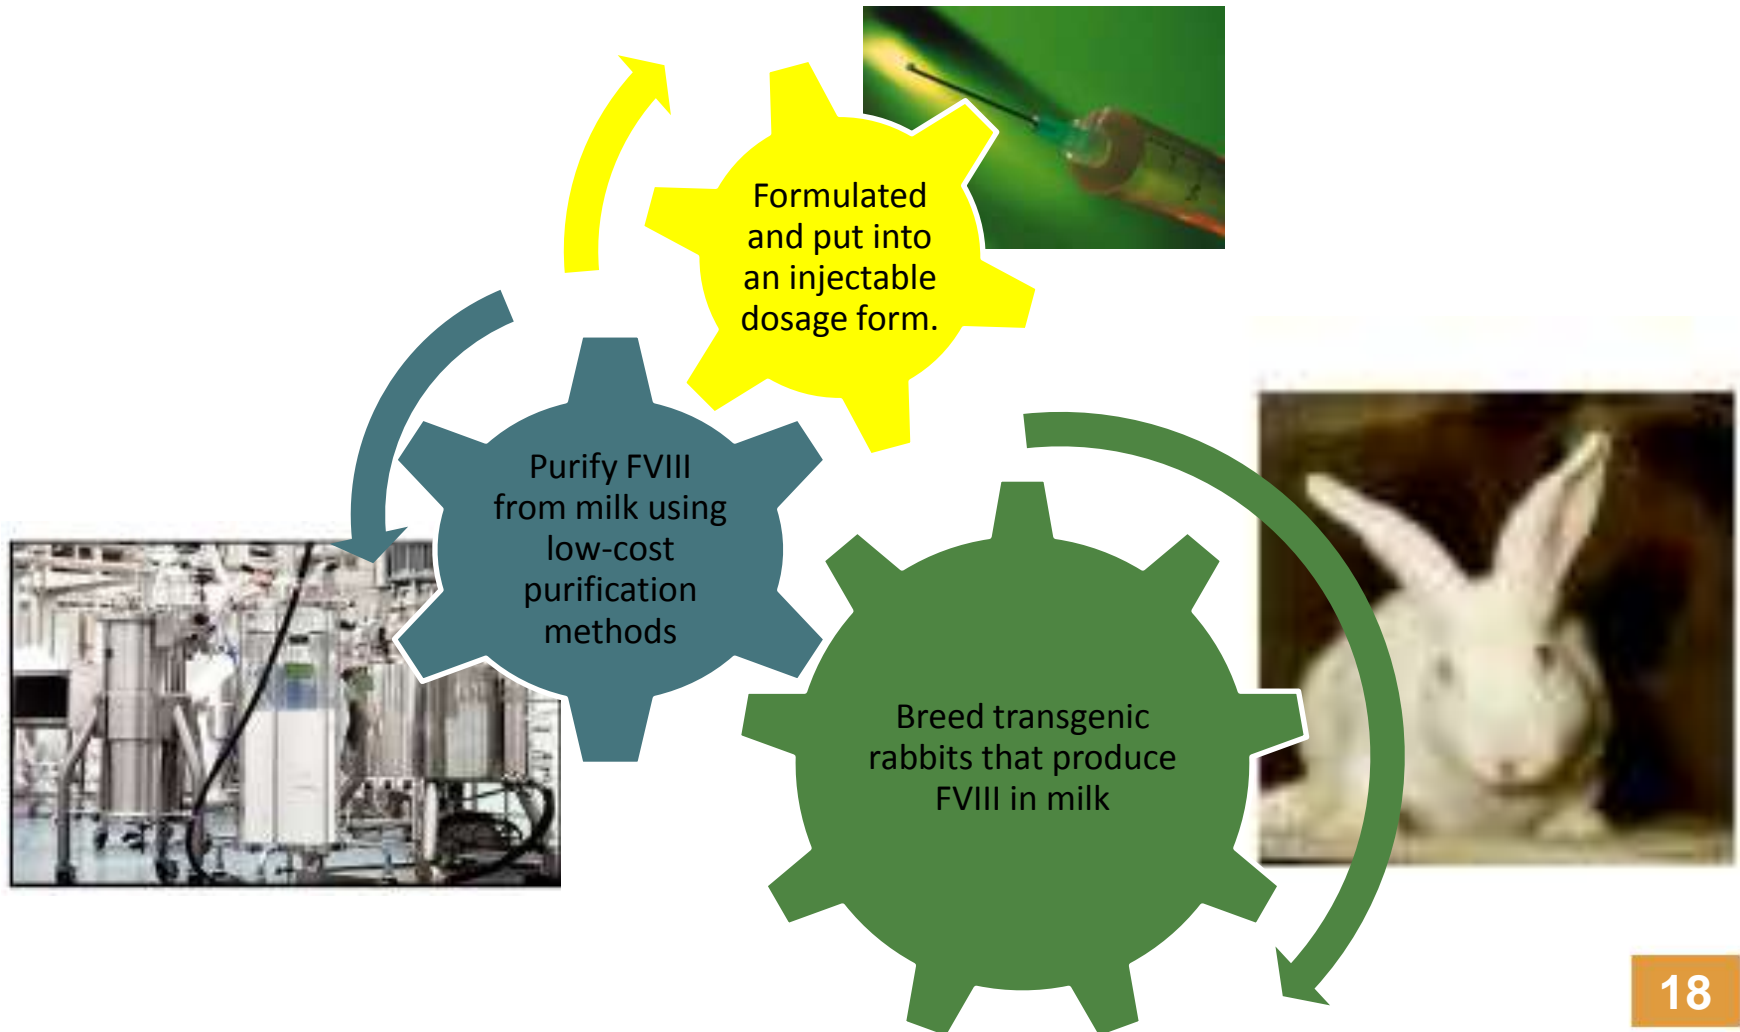 Formulated
and put into
an injectable
dosage form.
Purify FVIII
from milk using
low-cost
purification
methods
Breed transgenic
rabbits that produce
FVIII in milk
18